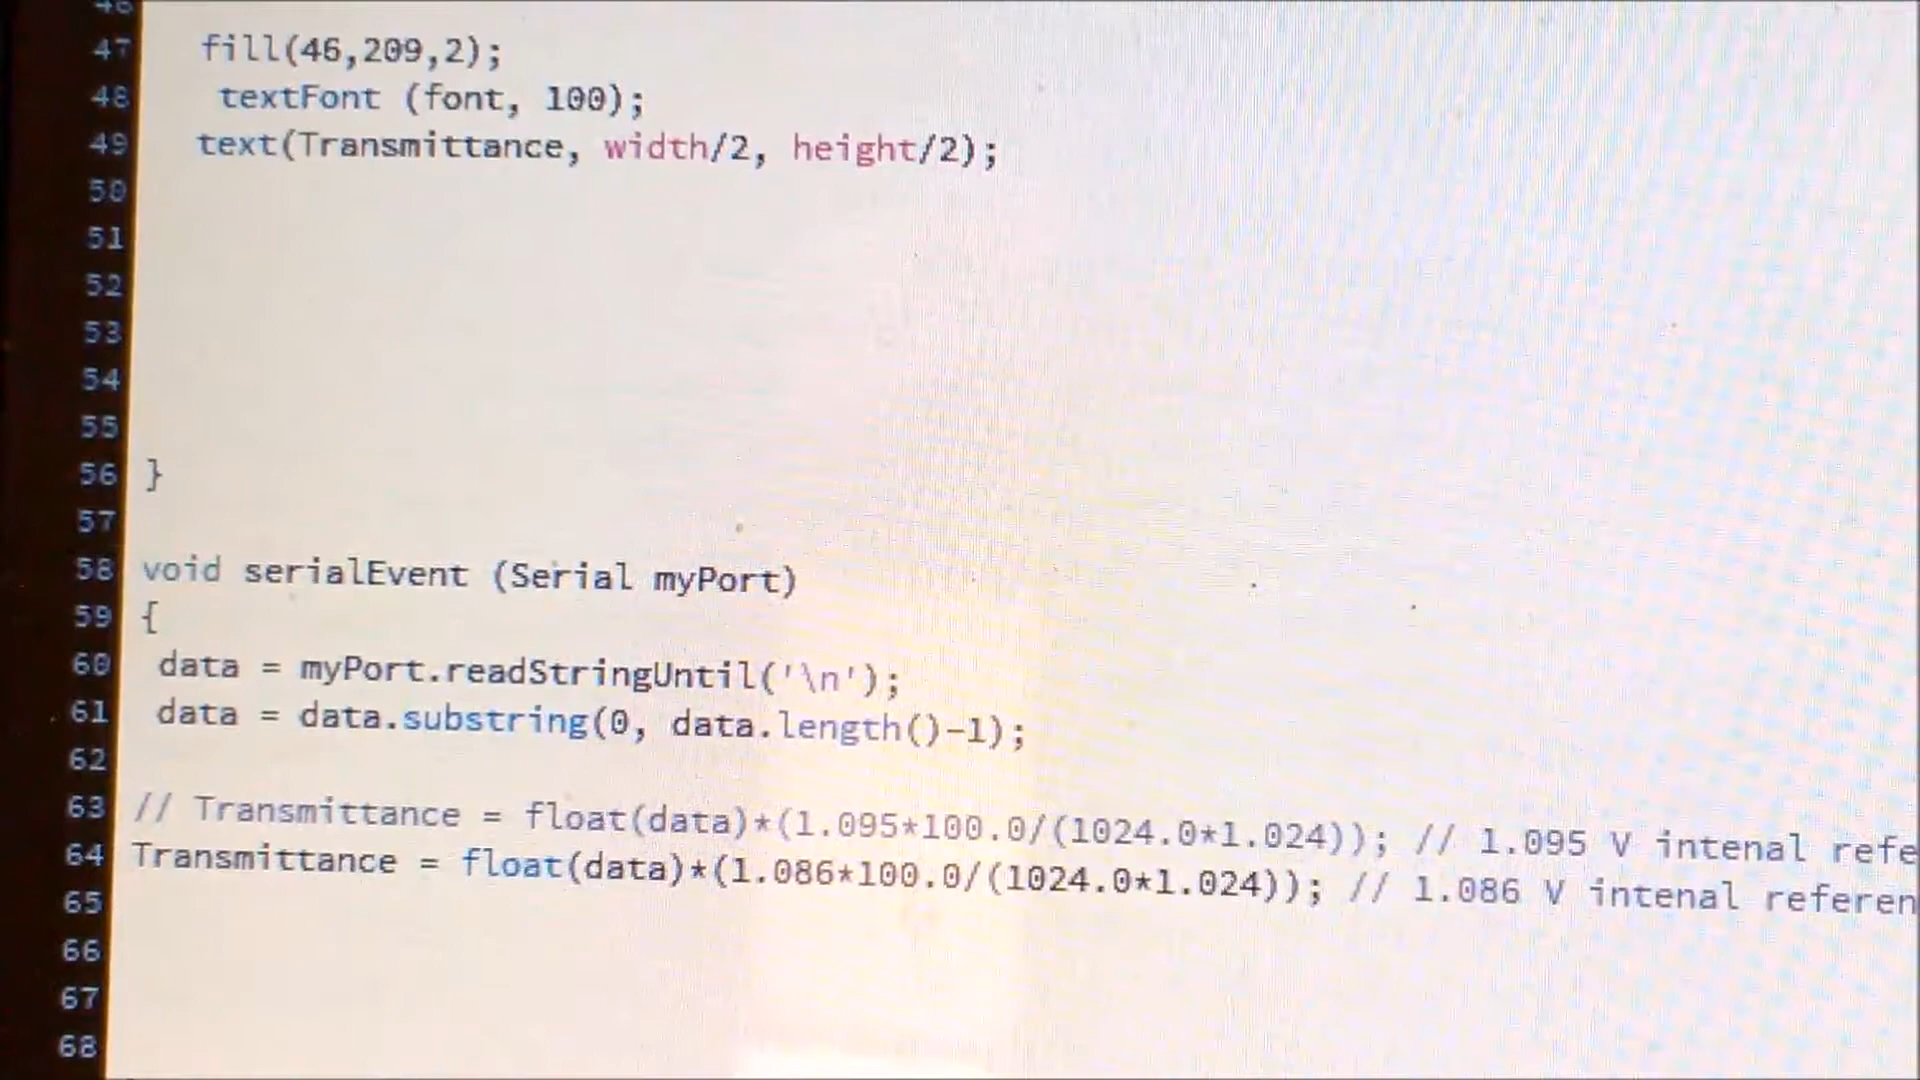 46
47 fill(46,209,2);
48 textFont (font, 100);
49 text(Transmittance, width/2, height/2);
50
51
52
53
54
55
56 }
57
58 void serialEvent (Serial myPort)
59 {
60 data = myPort.readStringUntil('\n');
61 data = data.substring(0, data.length()-1);
62
63 // Transmittance = float(data)*(1.095*100.0/(1024.0*1.024)); // 1.095 V intenal refe
64 Transmittance = float(data)*(1.086*100.0/(1024.0*1.024)); // 1.086 V intenal referen
65
66
67
68